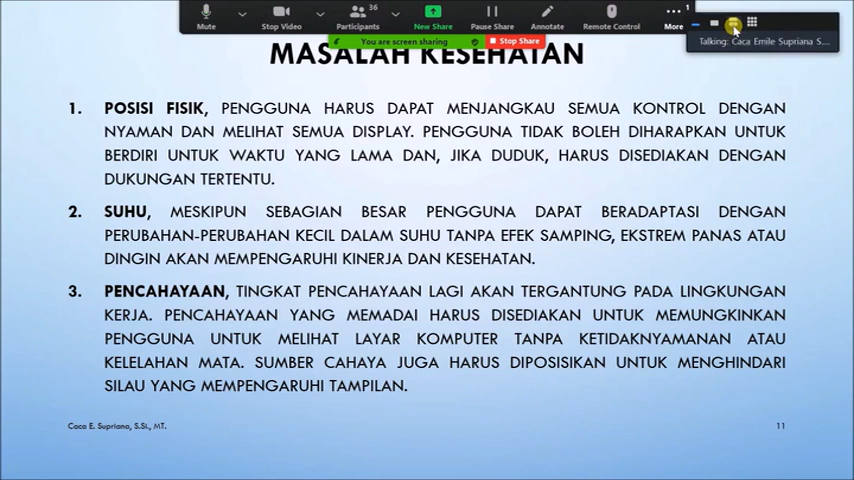 36
1
Mute
Stop Video
Participants
New Share
Pause Share
Annotate
Remote Control
More
You are screen sharing
Stop Share
Talking: Caca Emile Supriana S...
MASALAH KESEHATAN
1. POSISI FISIK, PENGGUNA HARUS DAPAT MENJANGKAU SEMUA KONTROL DENGAN
NYAMAN DAN MELIHAT SEMUA DISPLAY. PENGGUNA TIDAK BOLEH DIHARAPKAN UNTUK
BERDIRI UNTUK WAKTU YANG LAMA DAN, JIKA DUDUK, HARUS DISEDIAKAN DENGAN
DUKUNGAN TERTENTU.
2. SUHU, MESKIPUN SEBAGIAN BESAR PENGGUNA DAPAT BERADAPTASI DENGAN
PERUBAHAN-PERUBAHAN KECIL DALAM SUHU TANPA EFEK SAMPING, EKSTREM PANAS ATAU
DINGIN AKAN MEMPENGARUHI KINERJA DAN KESEHATAN.
3. PENCAHAYAAN, TINGKAT PENCAHAYAAN LAGI AKAN TERGANTUNG PADA LINGKUNGAN
KERJA. PENCAHAYAAN YANG MEMADAI HARUS DISEDIAKAN UNTUK MEMUNGKINKAN
PENGGUNA UNTUK MELIHAT LAYAR KOMPUTER TANPA KETIDAKNYAMANAN ATAU
KELELAHAN MATA. SUMBER CAHAYA JUGA HARUS DIPOSISIKAN UNTUK MENGHINDARI
SILAU YANG MEMPENGARUHI TAMPILAN.
Caca E. Supriana, S.Si., MT.
11